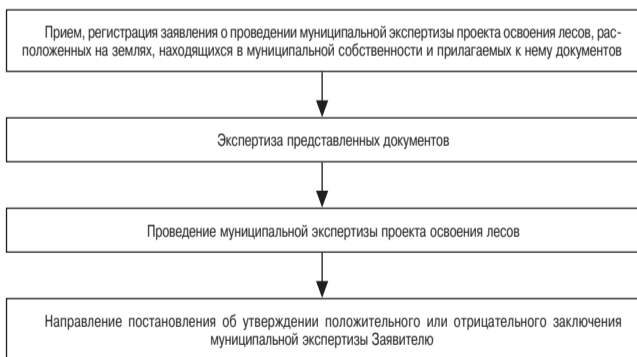 Прием, регистрация заявления о проведении муниципальной экспертизы проекта освоения лесов, рас-
положенных на землях, находящихся в муниципальной собственности и прилагаемых к нему документов
Экспертиза представленных документов
Проведение муниципальной экспертизы проекта освоения лесов
Направление постановления об утверждении положительного или отрицательного заключения
муниципальной экспертизы Заявителю